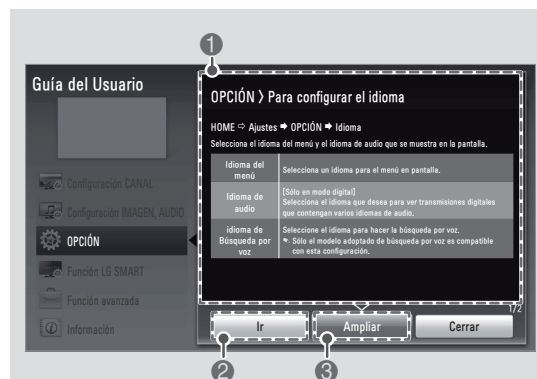 1
Guía del Usuario
Configuración CANAL
Configuración IMAGEN, AUDIO
OPCIÓN
Función LG SMART
Función avanzada
Información
OPCIÓN 〉 Para configurar el idioma
HOME ⇨ Ajustes ➡ OPCIÓN ➡ Idioma
Selecciona el idioma del menú y el idioma de audio que se muestra en la pantalla.
Idioma del
menú
Selecciona un idioma para el menú en pantalla.
Idioma de
audio
[Sólo en modo digital]
Selecciona el idioma que desea para ver transmisiones digitales
que contengan varios idiomas de audio.
idioma de
Búsqueda por
voz
Seleccione el idioma para hacer la búsqueda por voz.
Sólo el modelo adoptado de búsqueda por voz es compatible
con esta configuración.
1/2
Ir
Ampliar
Cerrar
2
3